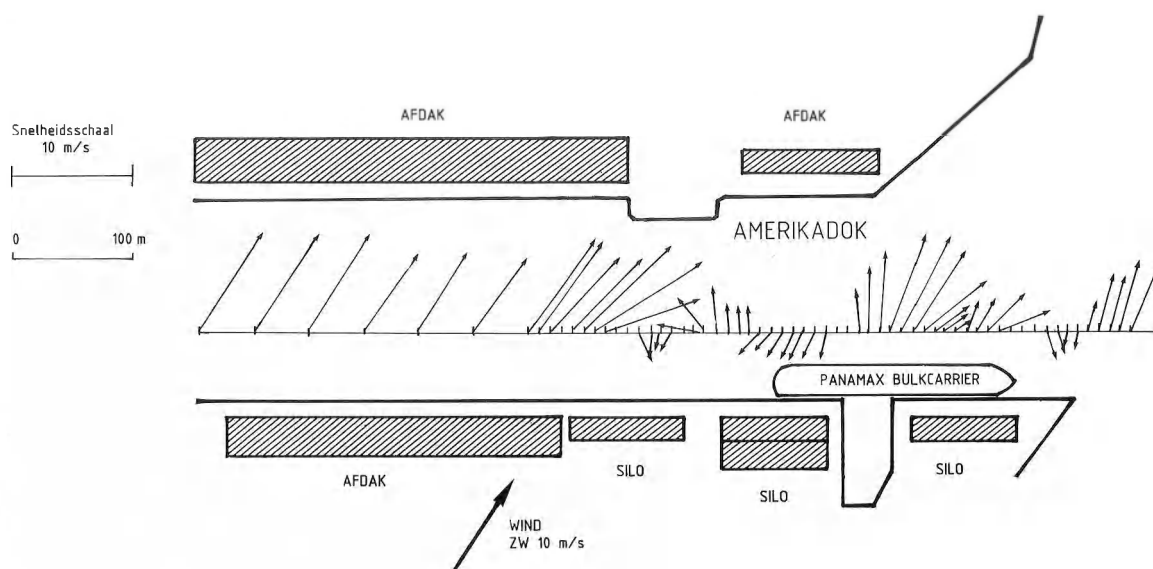 AFDAK
AFDAK
Snelheidsschaal
10 m/s
AMERIKADOK
0 100 m
PANAMAX BULKCARRIER
AFDAK
SILO
SILO
SILO
WIND
ZW 10 m/s